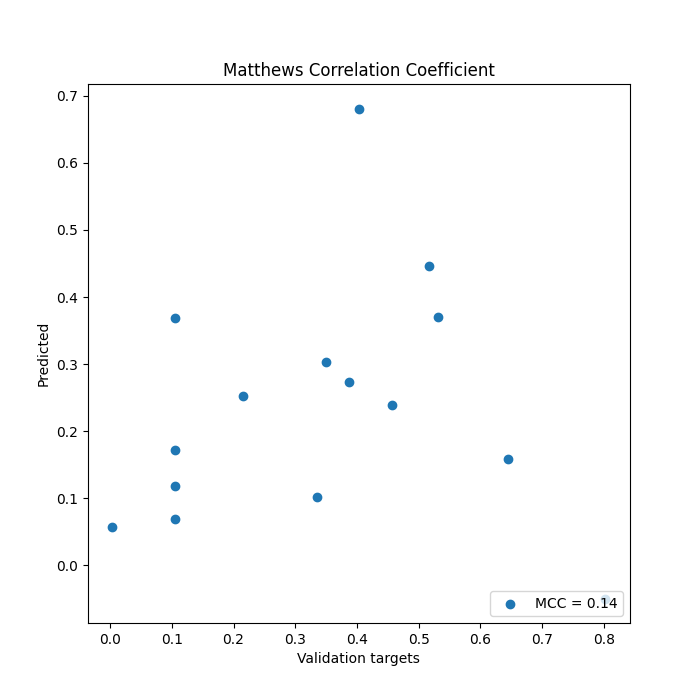 Matthews Correlation Coefficient
0.7
0.6
0.5
0.4
0.3
0.2
0.1
0.0
Predicted
MCC = 0.14
0.0 0.1 0.2 0.3 0.4 0.5 0.6 0.7 0.8
Validation targets